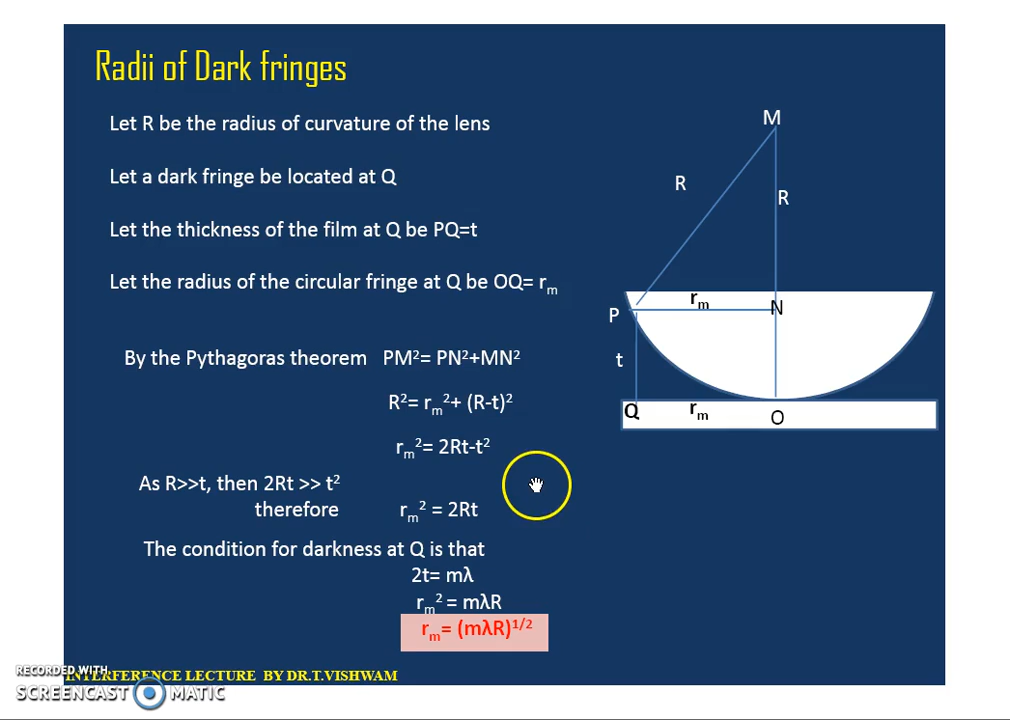 Radii of Dark fringes
Let R be the radius of curvature of the lens
Let a dark fringe be located at Q
Let the thickness of the film at Q be PQ=t
Let the radius of the circular fringe at Q be OQ= rₘ
By the Pythagoras theorem PM²= PN²+MN²
R²= rₘ²+ (R-t)²
rₘ²= 2Rt-t²
As R>>t, then 2Rt >> t²
therefore rₘ² = 2Rt
The condition for darkness at Q is that
2t= mλ
rₘ² = mλR
rₘ= (mλR)¹/²
M
R
R
rₘ
N
P
t
Q
rₘ
O
INTERFERENCE LECTURE BY DR.T.VISHWAM
RECORDED WITH
SCREENCAST MATIC